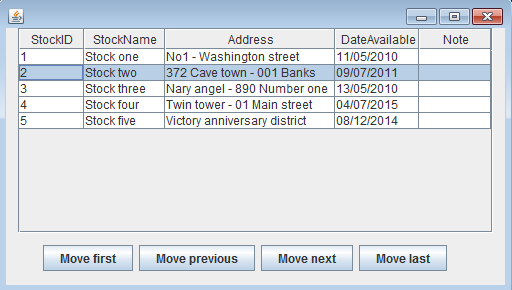 StockID StockName Address DateAvailable Note
1 Stock one No1 - Washington street 11/05/2010
2 Stock two 372 Cave town - 001 Banks 09/07/2011
3 Stock three Nary angel - 890 Number one 13/05/2010
4 Stock four Twin tower - 01 Main street 04/07/2015
5 Stock five Victory anniversary district 08/12/2014
Move first Move previous Move next Move last